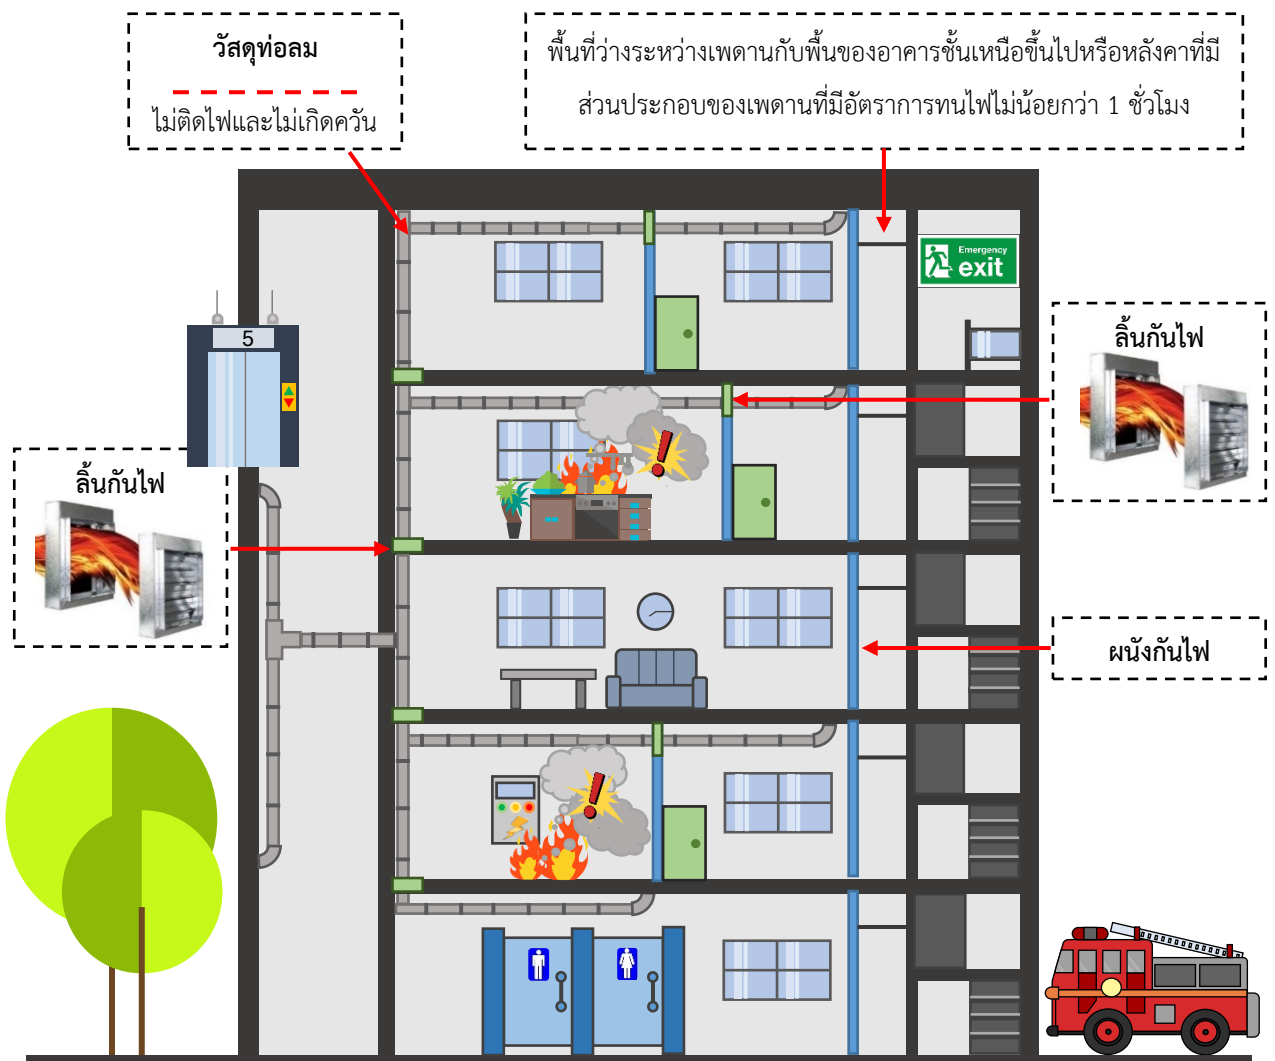 วัสดุท่อลม
ไม่ติดไฟและไม่เกิดควัน
พื้นที่ว่างระหว่างเพดานกับพื้นของอาคารชั้นเหนือขึ้นไปหรือหลังคาที่มี
ส่วนประกอบของเพดานที่มีอัตราการทนไฟไม่น้อยกว่า 1 ชั่วโมง
Emergency
exit
5
ลิ้นกันไฟ
ลิ้นกันไฟ
ผนังกันไฟ